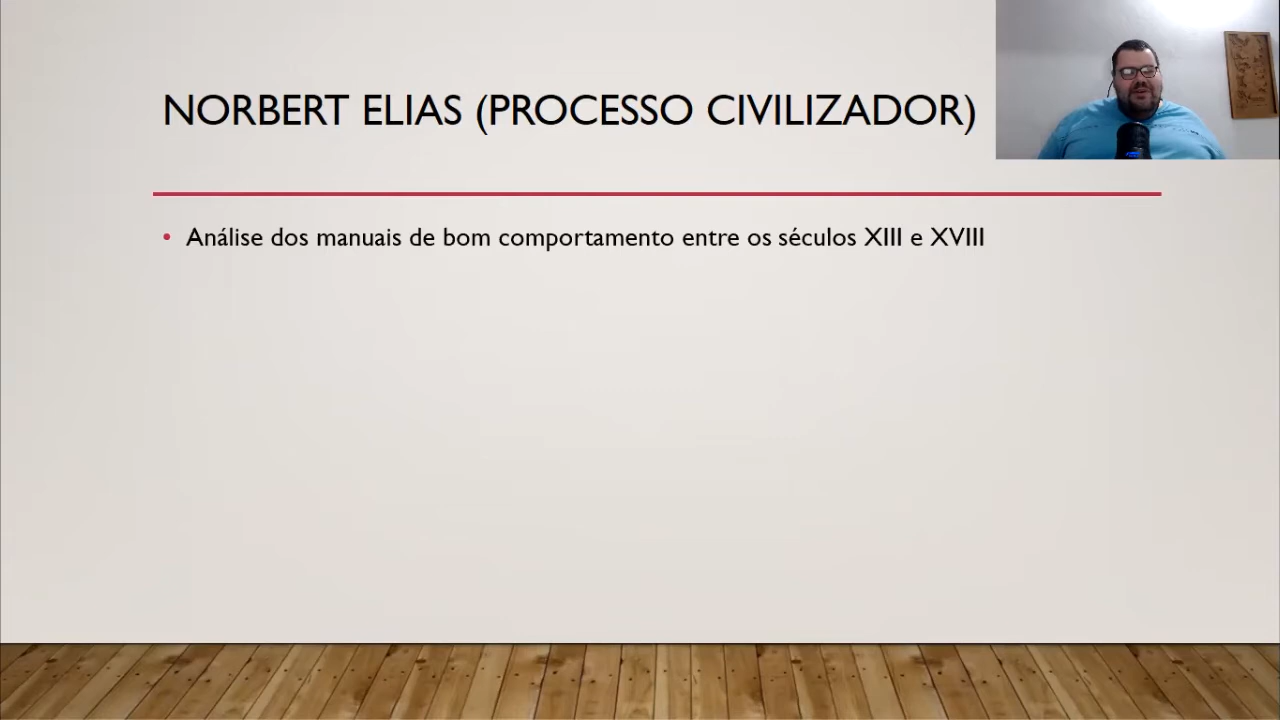 NORBERT ELIAS (PROCESSO CIVILIZADOR)
• Análise dos manuais de bom comportamento entre os séculos XIII e XVIII